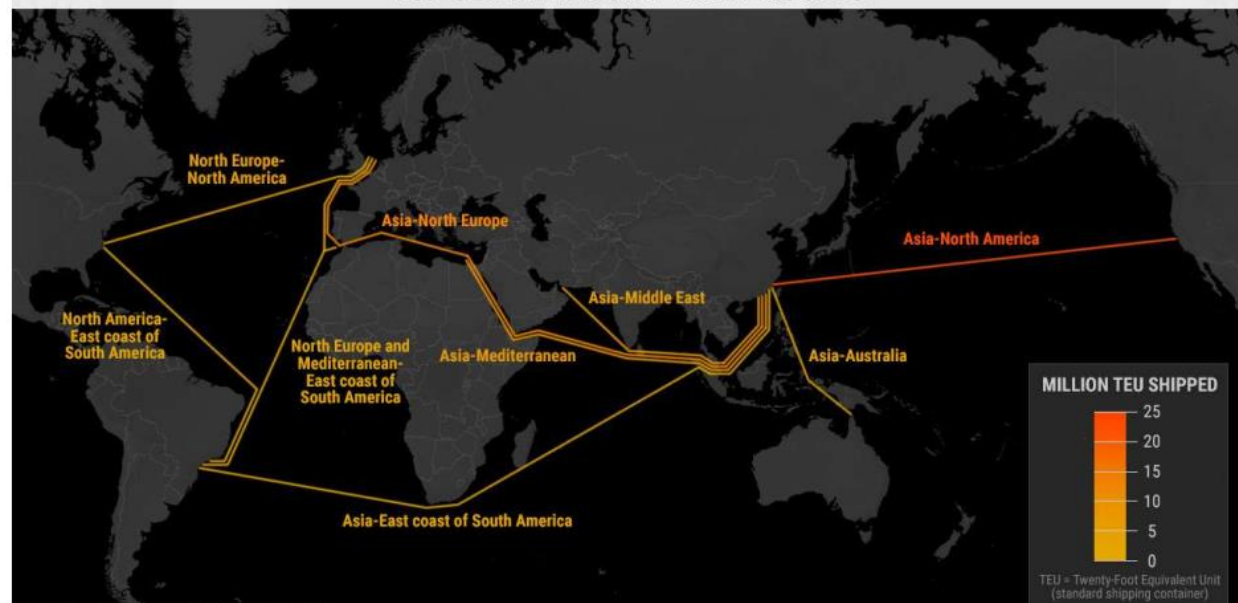 North Europe-
North America
Asia-North Europe
Asia-North America
Asia-Middle East
North America-
East coast of
South America
North Europe and
Mediterranean-
East coast of
South America
Asia-Mediterranean
Asia-Australia
Asia-East coast of South America
MILLION TEU SHIPPED
25
20
15
10
5
0
TEU = Twenty-Foot Equivalent Unit
(standard shipping container)